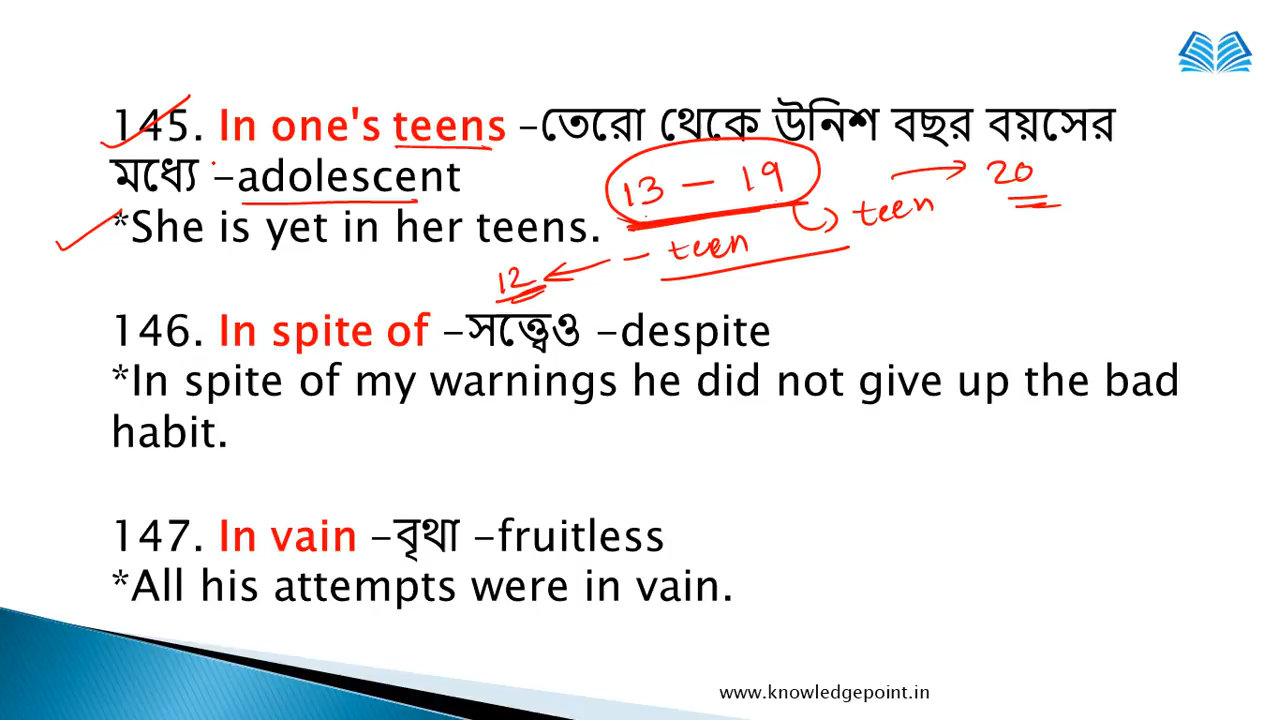 145. In one's teens –তেরো থেকে উনিশ বছর বয়সের
মধ্যে –adolescent
13 – 19
teen → 20
*She is yet in her teens.
12 ← – teen
146. In spite of –সত্ত্বেও –despite
*In spite of my warnings he did not give up the bad
habit.
147. In vain –বৃথা –fruitless
*All his attempts were in vain.
www.knowledgepoint.in